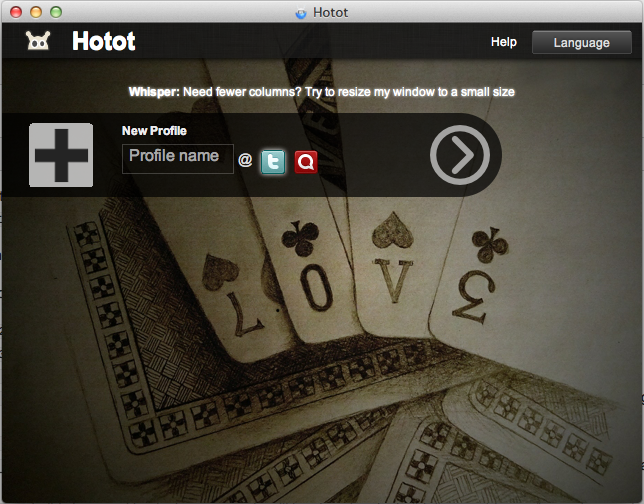 Hotot
Hotot
Help
Language
Whisper: Need fewer columns? Try to resize my window to a small size
New Profile
Profile name @
L O V E